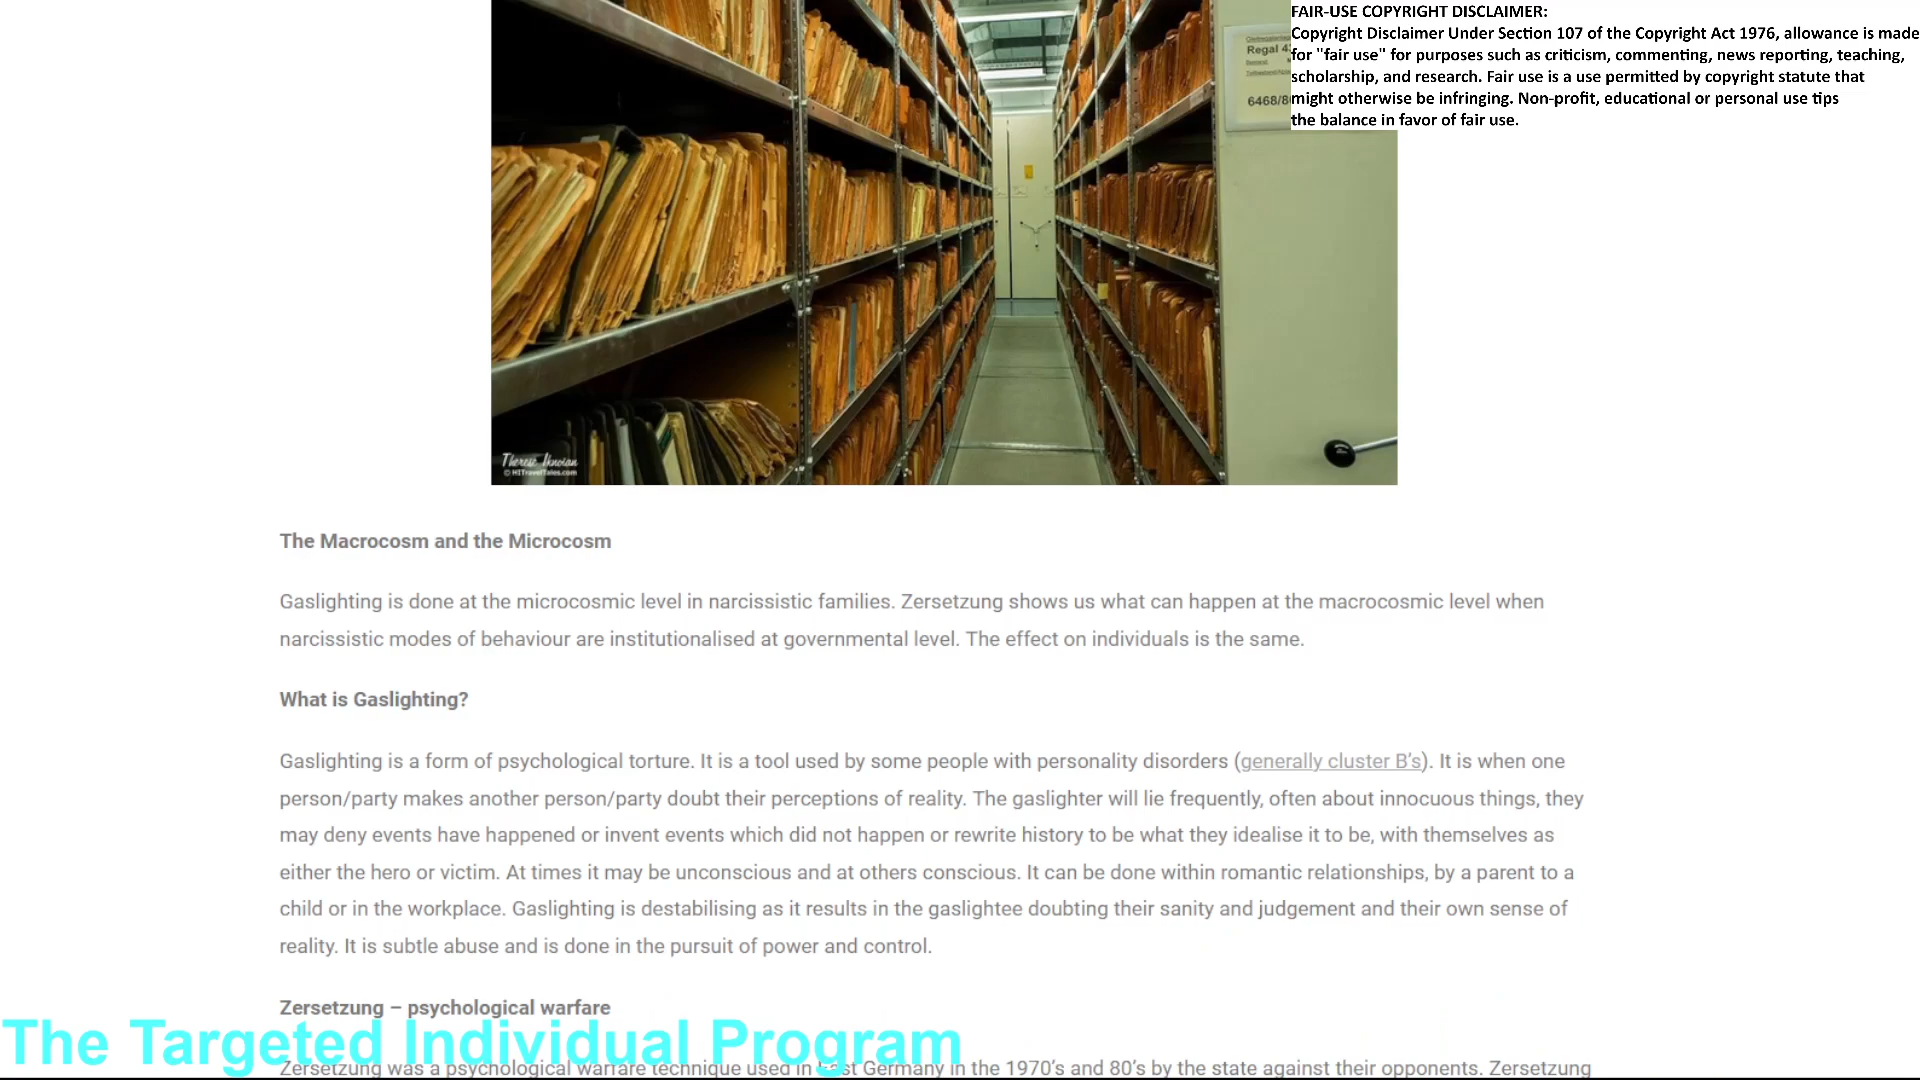 FAIR-USE COPYRIGHT DISCLAIMER:
Copyright Disclaimer Under Section 107 of the Copyright Act 1976, allowance is made
for "fair use" for purposes such as criticism, commenting, news reporting, teaching,
scholarship, and research. Fair use is a use permitted by copyright statute that
might otherwise be infringing. Non-profit, educational or personal use tips
the balance in favor of fair use.
Regal
6468/8
Therese Iknoian
© HITravelTales.com
The Macrocosm and the Microcosm
Gaslighting is done at the microcosmic level in narcissistic families. Zersetzung shows us what can happen at the macrocosmic level when
narcissistic modes of behaviour are institutionalised at governmental level. The effect on individuals is the same.
What is Gaslighting?
Gaslighting is a form of psychological torture. It is a tool used by some people with personality disorders (generally cluster B’s). It is when one
person/party makes another person/party doubt their perceptions of reality. The gaslighter will lie frequently, often about innocuous things, they
may deny events have happened or invent events which did not happen or rewrite history to be what they idealise it to be, with themselves as
either the hero or victim. At times it may be unconscious and at others conscious. It can be done within romantic relationships, by a parent to a
child or in the workplace. Gaslighting is destabilising as it results in the gaslightee doubting their sanity and judgement and their own sense of
reality. It is subtle abuse and is done in the pursuit of power and control.
Zersetzung – psychological warfare
The Targeted Individual Program
Zersetzung was a psychological warfare technique used in East Germany in the 1970’s and 80’s by the state against their opponents. Zersetzung